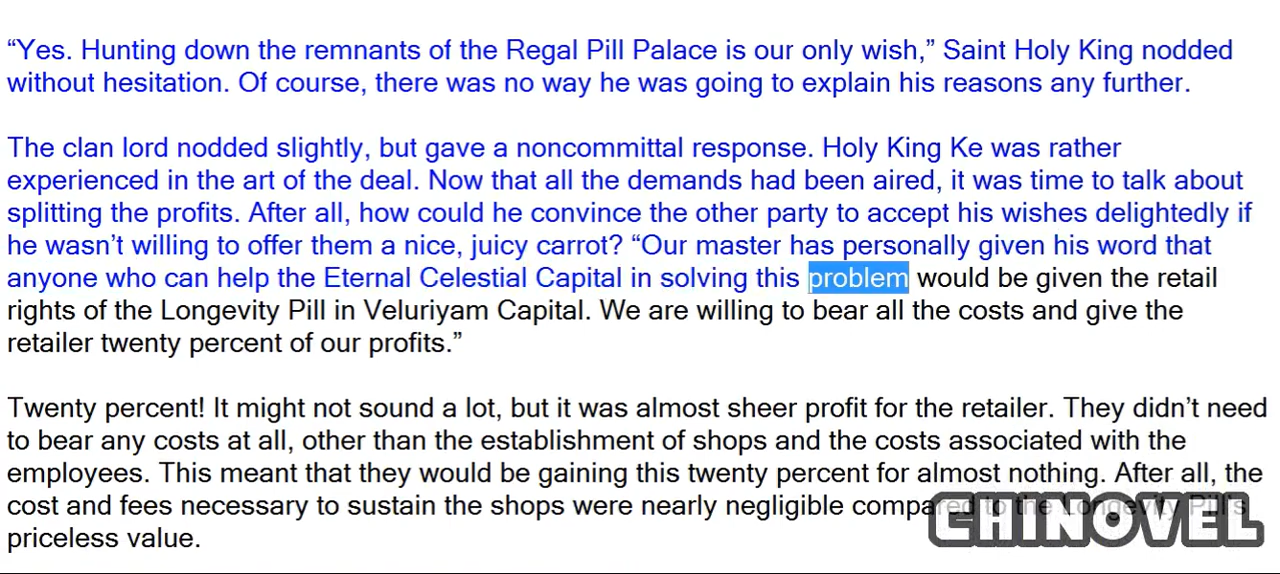 “Yes. Hunting down the remnants of the Regal Pill Palace is our only wish,” Saint Holy King nodded
without hesitation. Of course, there was no way he was going to explain his reasons any further.
The clan lord nodded slightly, but gave a noncommittal response. Holy King Ke was rather
experienced in the art of the deal. Now that all the demands had been aired, it was time to talk about
splitting the profits. After all, how could he convince the other party to accept his wishes delightedly if
he wasn’t willing to offer them a nice, juicy carrot? “Our master has personally given his word that
anyone who can help the Eternal Celestial Capital in solving this problem would be given the retail
rights of the Longevity Pill in Veluriyam Capital. We are willing to bear all the costs and give the
retailer twenty percent of our profits.”
Twenty percent! It might not sound a lot, but it was almost sheer profit for the retailer. They didn’t need
to bear any costs at all, other than the establishment of shops and the costs associated with the
employees. This meant that they would be gaining this twenty percent for almost nothing. After all, the
cost and fees necessary to sustain the shops were nearly negligible compared to the Longevity Pill’s
priceless value.
CHINOVEL